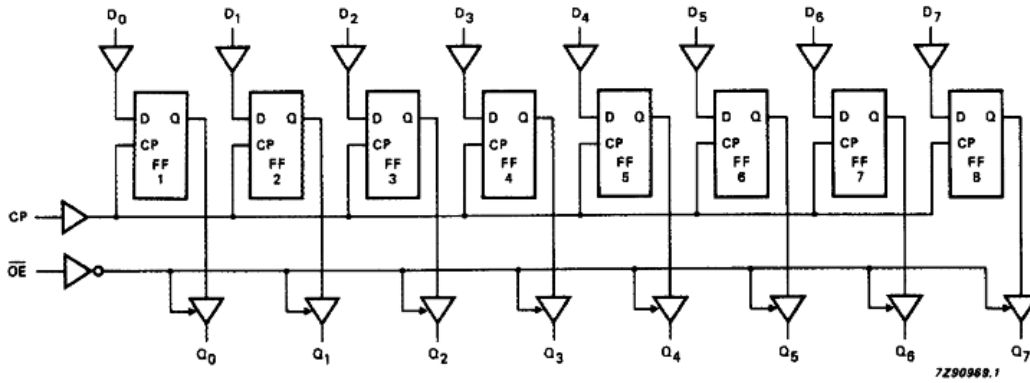 D0 D1 D2 D3 D4 D5 D6 D7
D Q D Q D Q D Q D Q D Q D Q D Q
CP CP CP CP CP CP CP CP
FF FF FF FF FF FF FF FF
1 2 3 4 5 6 7 8
CP
O̅E̅
Q0 Q1 Q2 Q3 Q4 Q5 Q6 Q7
7Z90969.1